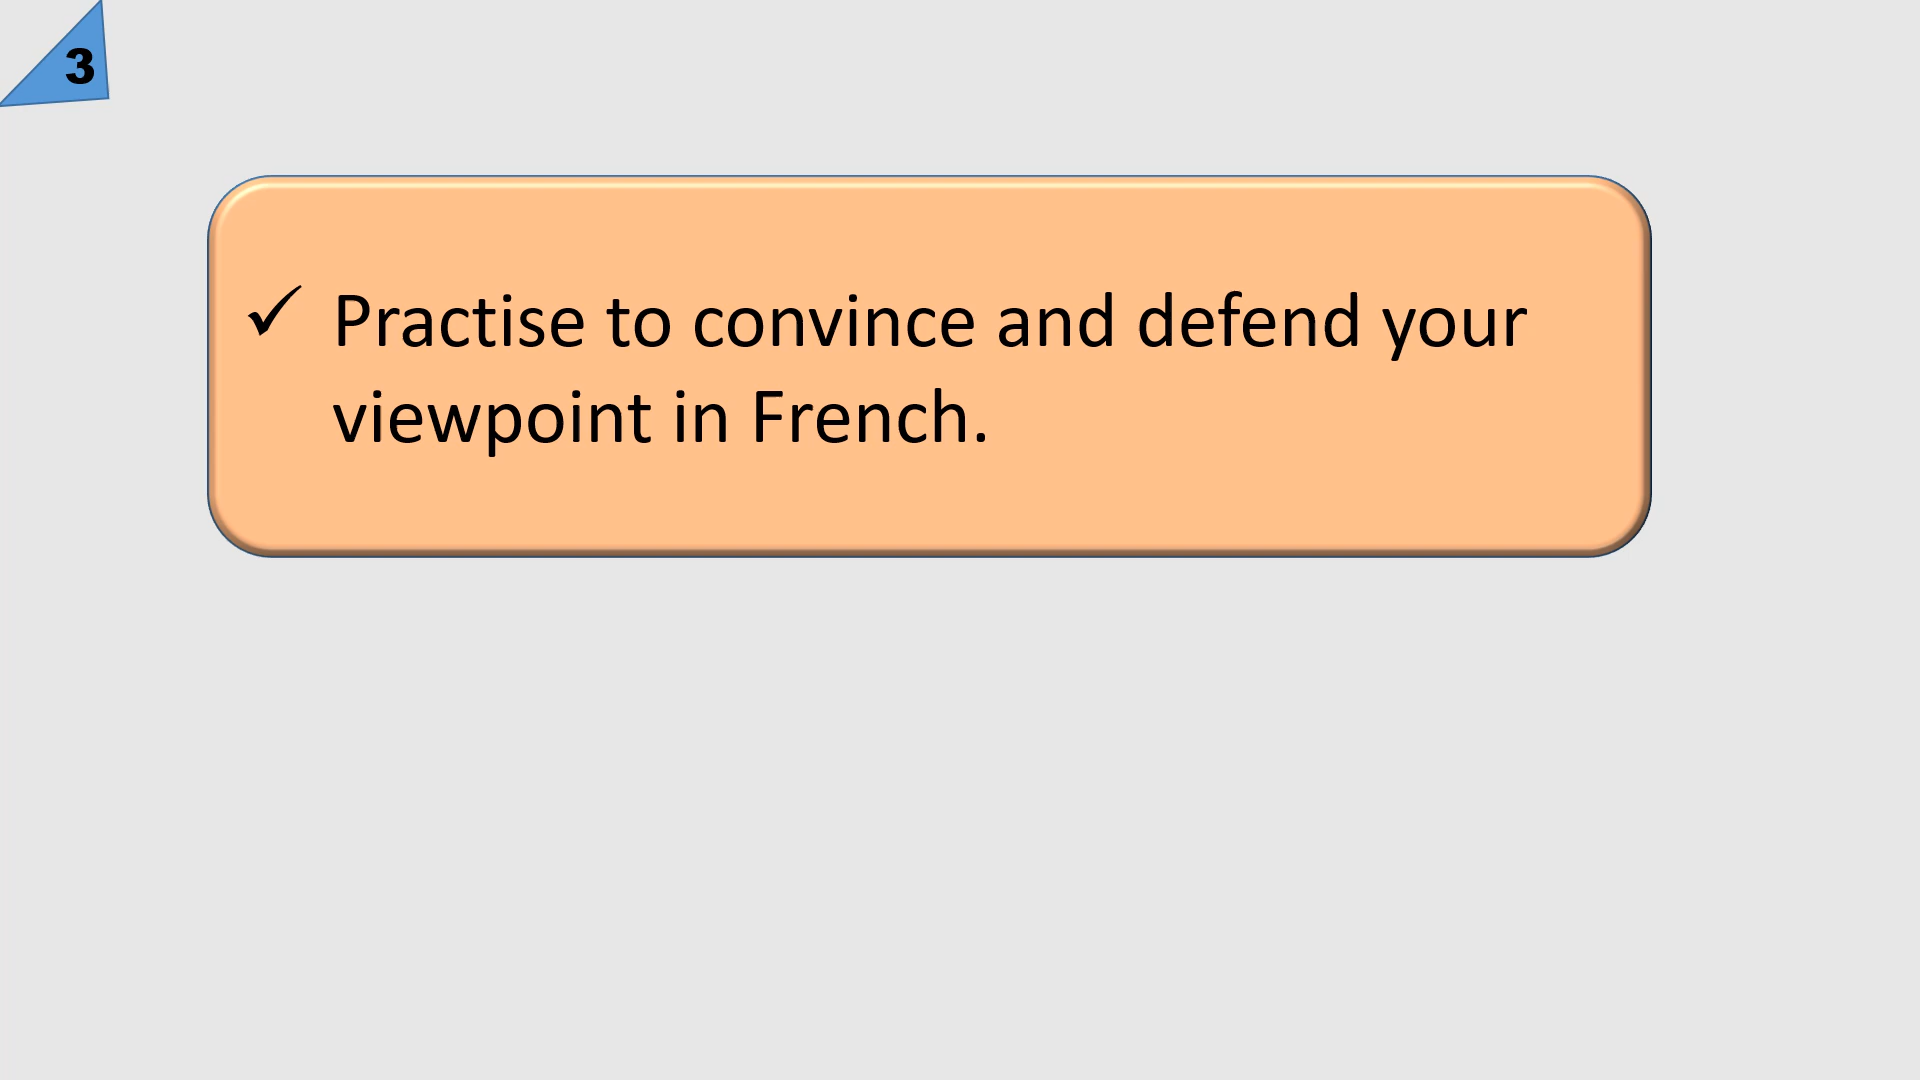 3
✓ Practise to convince and defend your
viewpoint in French.